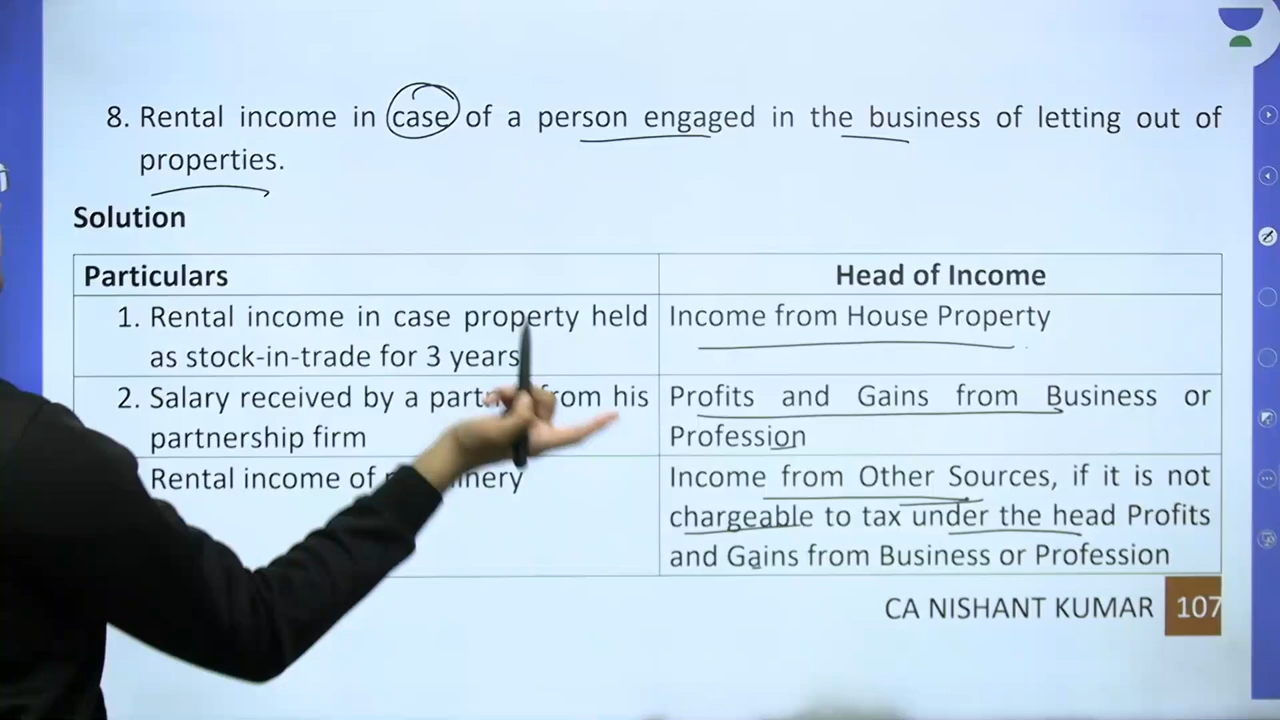 8. Rental income in case of a person engaged in the business of letting out of
properties.
Solution
Particulars Head of Income
1. Rental income in case property held Income from House Property
as stock-in-trade for 3 years
2. Salary received by a from his Profits and Gains from Business or
partnership firm Profession
Rental income of Income from Other Sources, if it is not
chargeable to tax under the head Profits
and Gains from Business or Profession
CA NISHANT KUMAR 107